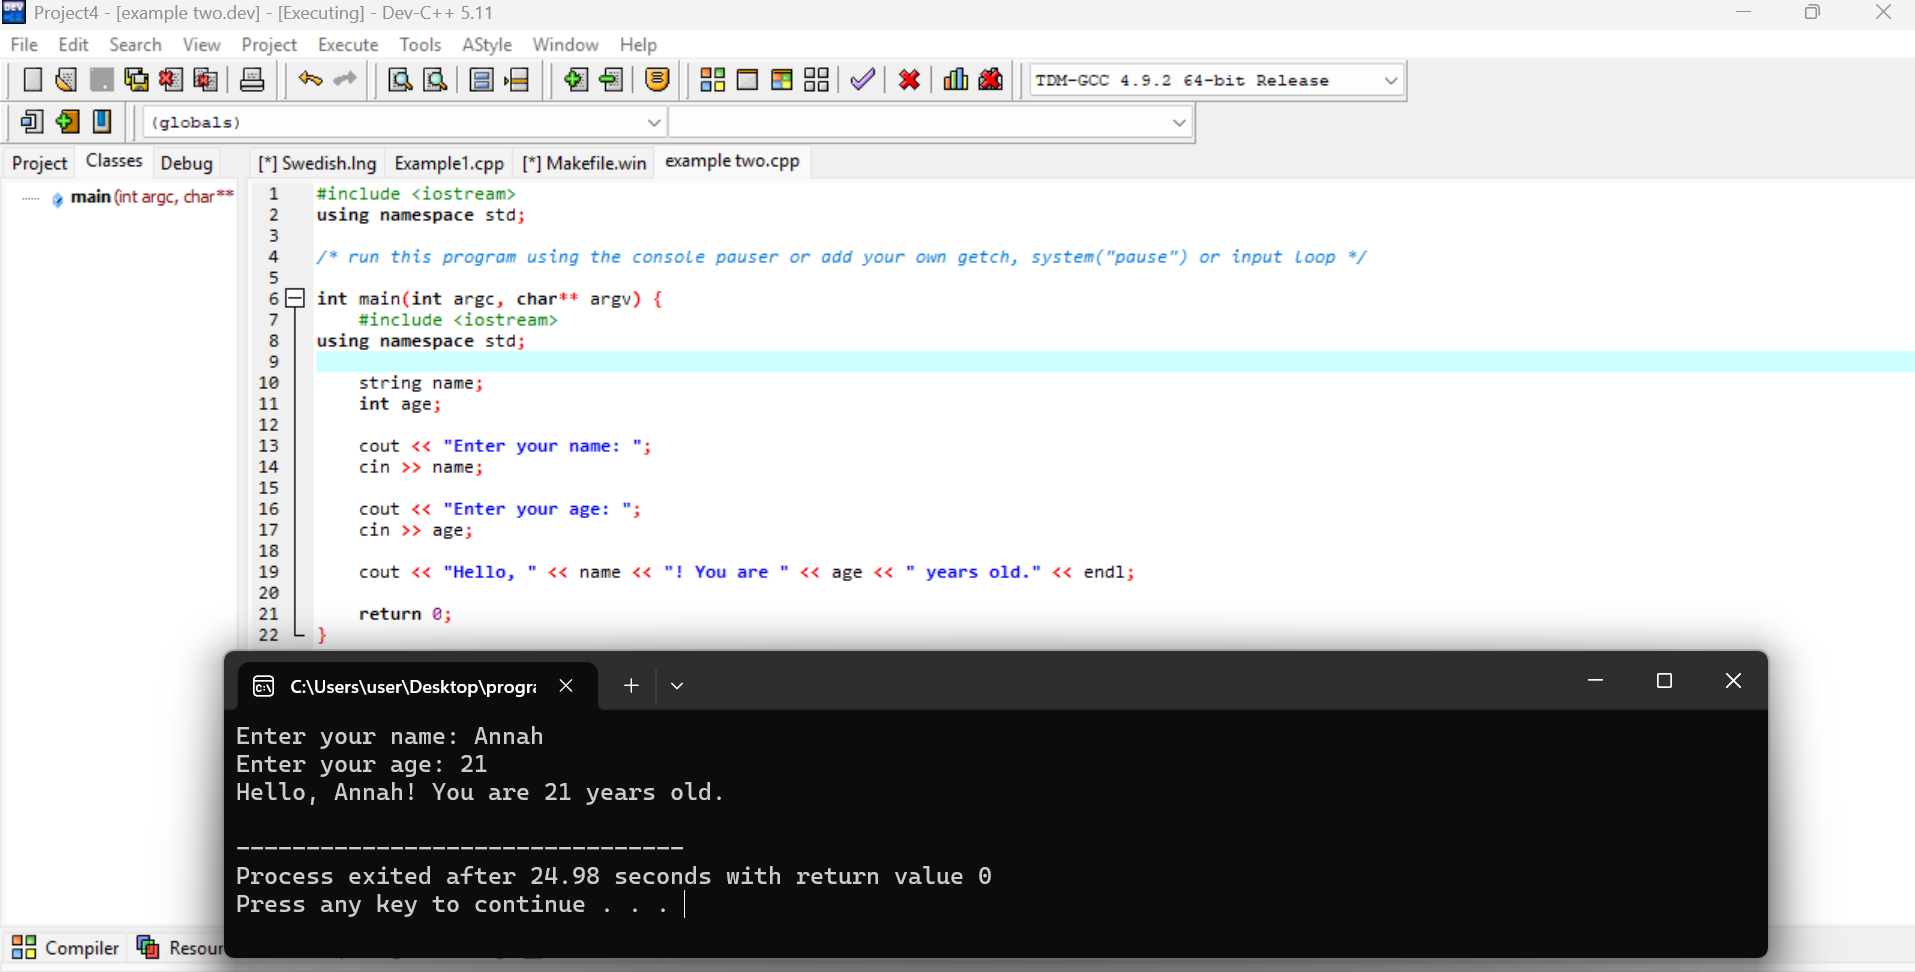 Project4 - [example two.dev] - [Executing] - Dev-C++ 5.11
File Edit Search View Project Execute Tools AStyle Window Help
TDM-GCC 4.9.2 64-bit Release
(globals)
Project Classes Debug [*] Swedish.lng Example1.cpp [*] Makefile.win example two.cpp
main (int argc, char**
1 #include <iostream>
2 using namespace std;
3
4 /* run this program using the console pauser or add your own getch, system("pause") or input loop */
5
6 int main(int argc, char** argv) {
7 #include <iostream>
8 using namespace std;
9
10 string name;
11 int age;
12
13 cout << "Enter your name: ";
14 cin >> name;
15
16 cout << "Enter your age: ";
17 cin >> age;
18
19 cout << "Hello, " << name << "! You are " << age << " years old." << endl;
20
21 return 0;
22 }
C:\Users\user\Desktop\progra
Enter your name: Annah
Enter your age: 21
Hello, Annah! You are 21 years old.
--------------------------------
Process exited after 24.98 seconds with return value 0
Press any key to continue . . .
Compiler Resour